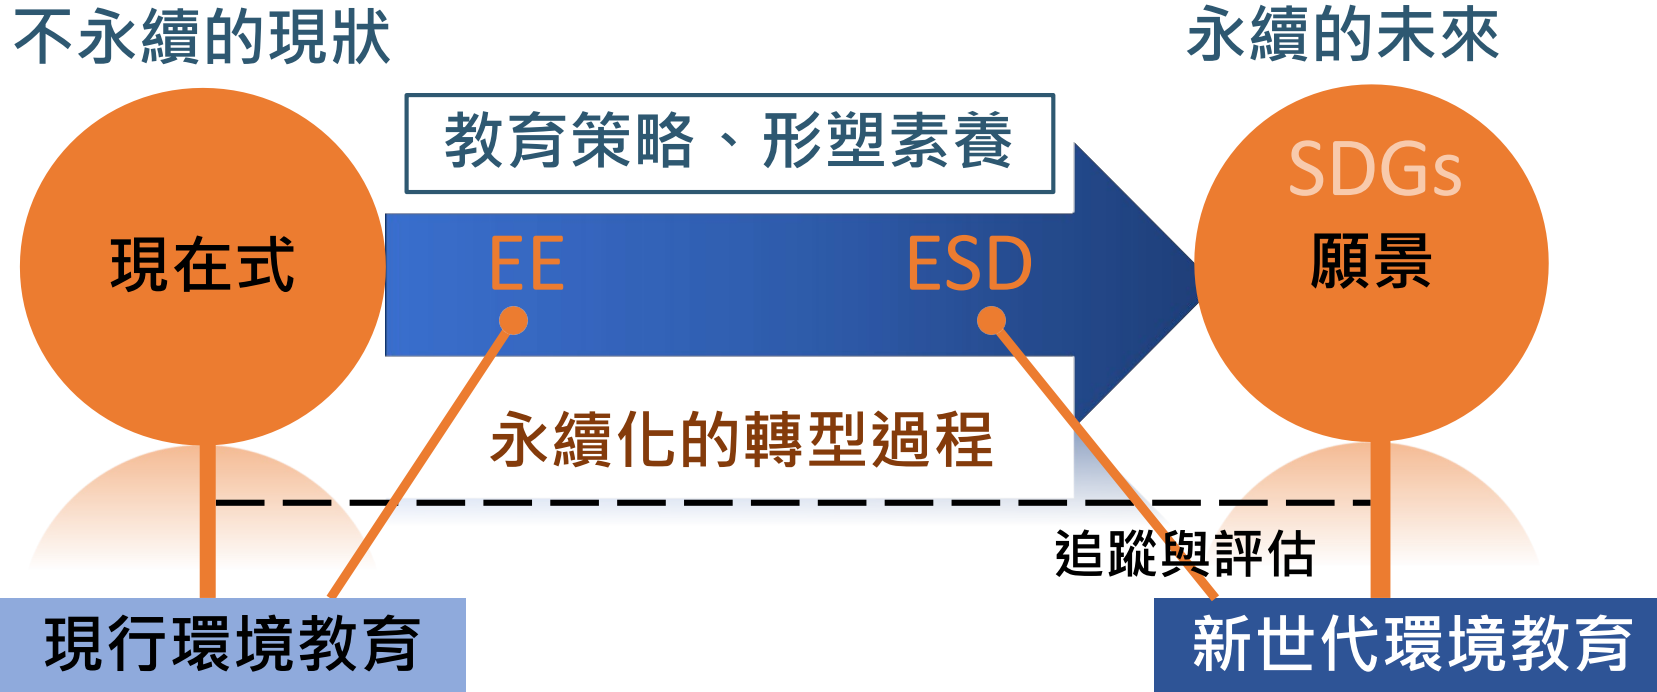 不永續的現狀
永續的未來
教育策略、形塑素養
SDGs
願景
現在式
EE
ESD
永續化的轉型過程
追蹤與評估
現行環境教育
新世代環境教育